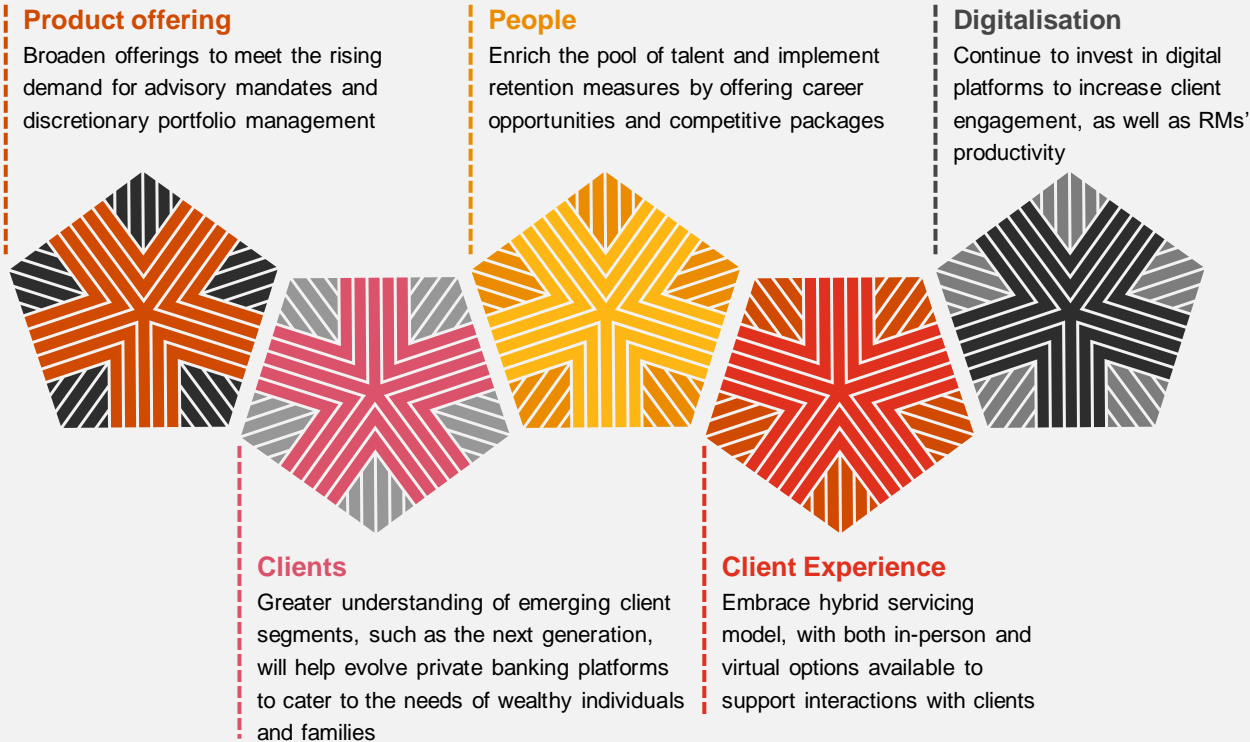 Product offering
Broaden offerings to meet the rising
demand for advisory mandates and
discretionary portfolio management
People
Enrich the pool of talent and implement
retention measures by offering career
opportunities and competitive packages
Digitalisation
Continue to invest in digital
platforms to increase client
engagement, as well as RMs’
productivity
Clients
Greater understanding of emerging client
segments, such as the next generation,
will help evolve private banking platforms
to cater to the needs of wealthy individuals
and families
Client Experience
Embrace hybrid servicing
model, with both in-person and
virtual options available to
support interactions with clients